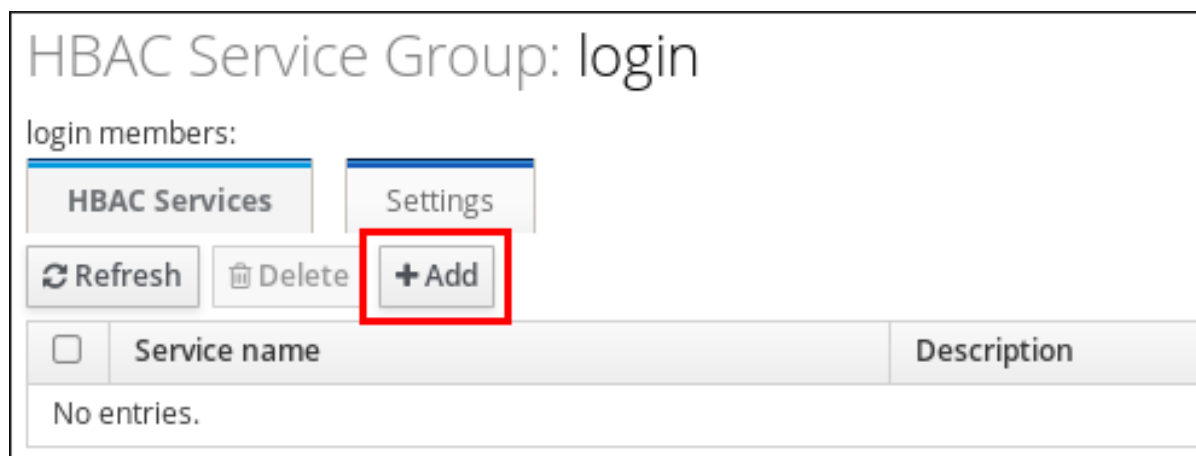 HBAC Service Group: login
login members:
HBAC Services Settings
Refresh Delete Add
Service name Description
No entries.